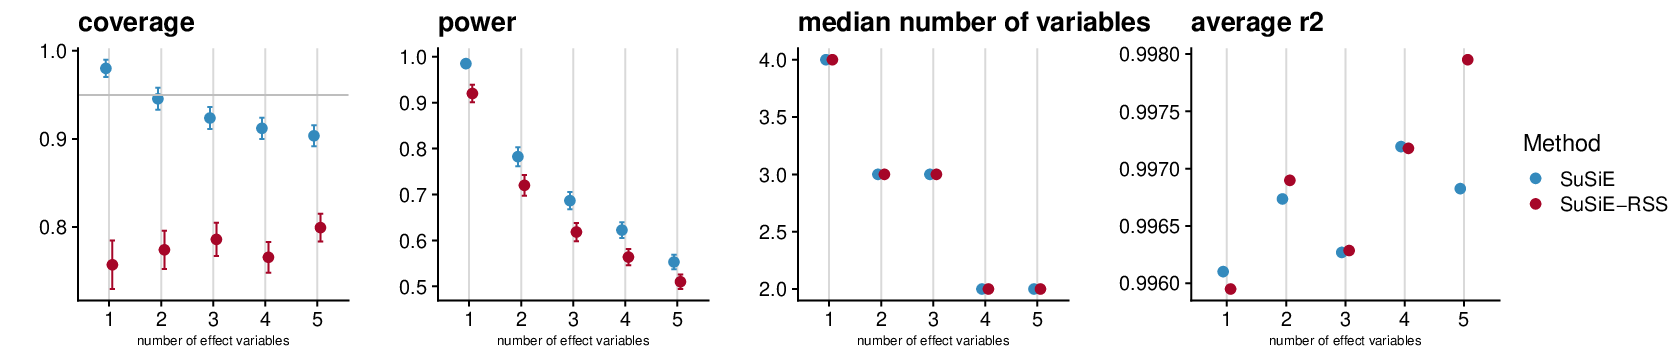 coverage
1.0
0.9
0.8
1 2 3 4 5
number of effect variables
power
1.0
0.9
0.8
0.7
0.6
0.5
1 2 3 4 5
number of effect variables
median number of variables
4.0
3.5
3.0
2.5
2.0
1 2 3 4 5
number of effect variables
average r2
0.9980
0.9975
0.9970
0.9965
0.9960
1 2 3 4 5
number of effect variables
Method
SuSiE
SuSiE−RSS